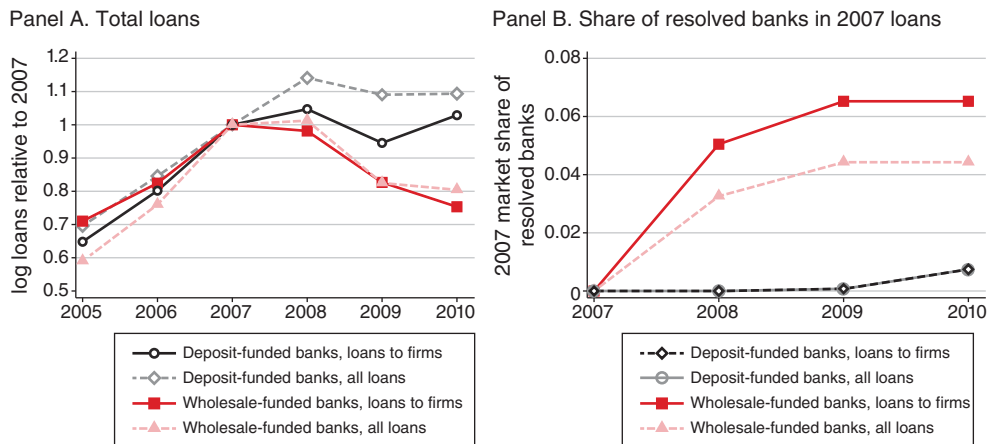 Panel A. Total loans
log loans relative to 2007
1.2
1.1
1
0.9
0.8
0.7
0.6
0.5
2005 2006 2007 2008 2009 2010
Deposit-funded banks, loans to firms
Deposit-funded banks, all loans
Wholesale-funded banks, loans to firms
Wholesale-funded banks, all loans
Panel B. Share of resolved banks in 2007 loans
2007 market share of
resolved banks
0.08
0.06
0.04
0.02
0
2007 2008 2009 2010
Deposit-funded banks, loans to firms
Deposit-funded banks, all loans
Wholesale-funded banks, loans to firms
Wholesale-funded banks, all loans